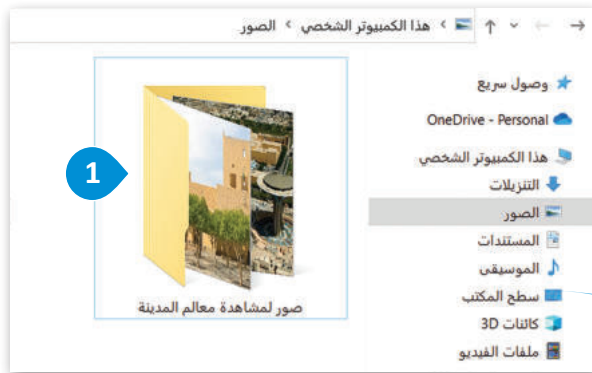 هذا الكمبيوتر الشخصي › الصور
وصول سريع
OneDrive - Personal
هذا الكمبيوتر الشخصي
التنزيلات
الصور
المستندات
الموسيقى
سطح المكتب
كائنات 3D
ملفات الفيديو
1
صور لمشاهدة معالم المدينة